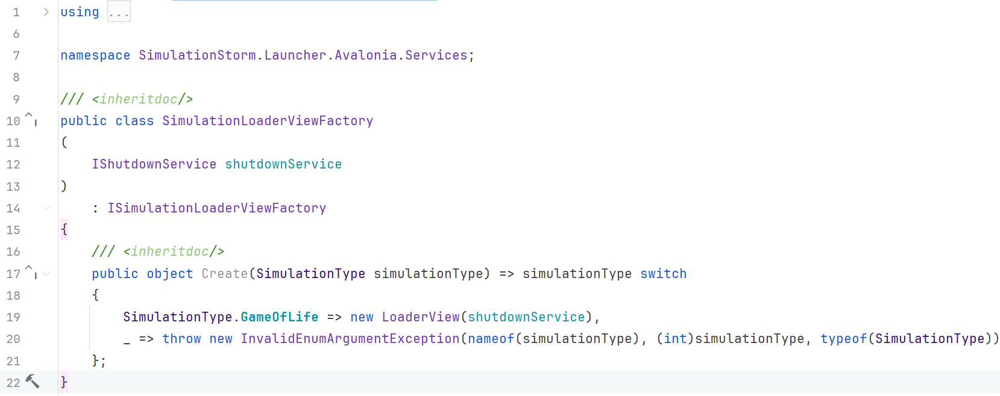 1 using ...
6
7 namespace SimulationStorm.Launcher.Avalonia.Services;
8
9 /// <inheritdoc/>
10 public class SimulationLoaderViewFactory
11 (
12     IShutdownService shutdownService
13 )
14     : ISimulationLoaderViewFactory
15 {
16     /// <inheritdoc/>
17     public object Create(SimulationType simulationType) => simulationType switch
18     {
19         SimulationType.GameOfLife => new LoaderView(shutdownService),
20         _ => throw new InvalidEnumArgumentException(nameof(simulationType), (int)simulationType, typeof(SimulationType))
21     };
22 }